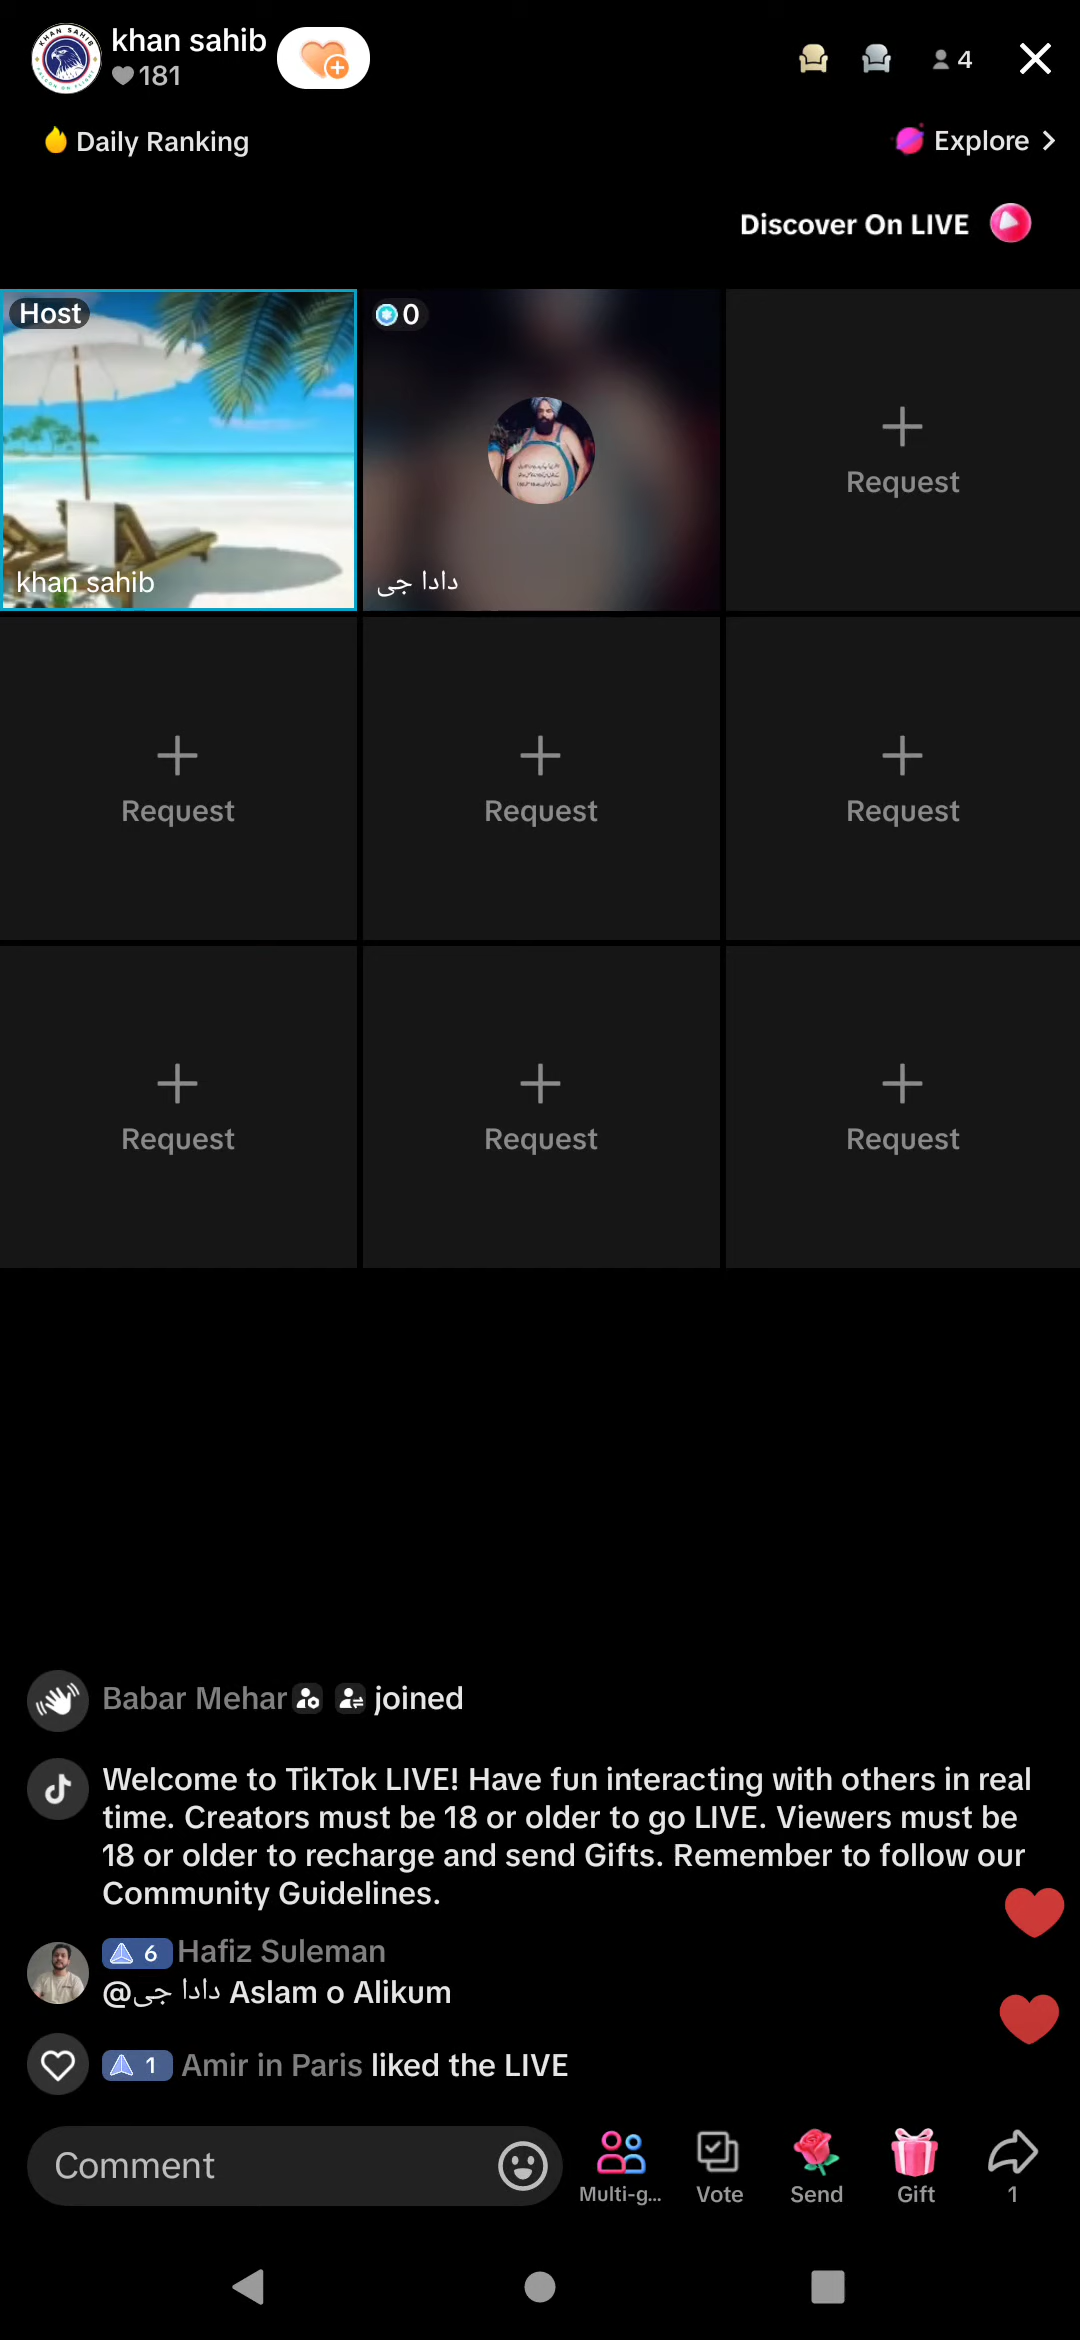 khan sahib
181
4
Daily Ranking
Explore
Discover On LIVE
Host
0
Request
khan sahib
دادا جی
Request
Request
Request
Request
Request
Request
Babar Mehar joined
Welcome to TikTok LIVE! Have fun interacting with others in real
time. Creators must be 18 or older to go LIVE. Viewers must be
18 or older to recharge and send Gifts. Remember to follow our
Community Guidelines.
6 Hafiz Suleman
@دادا جی Aslam o Alikum
1 Amir in Paris liked the LIVE
Comment
Multi-g...
Vote
Send
Gift
1